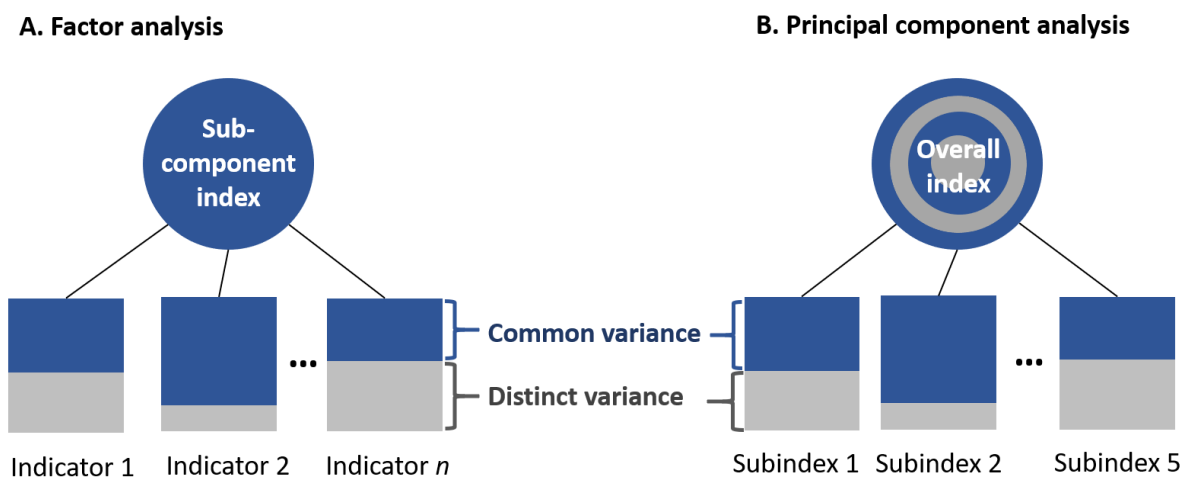 A. Factor analysis
B. Principal component analysis
Sub-
component
index
Overall
index
Common variance
Distinct variance
...
...
Indicator 1
Indicator 2
Indicator n
Subindex 1
Subindex 2
Subindex 5